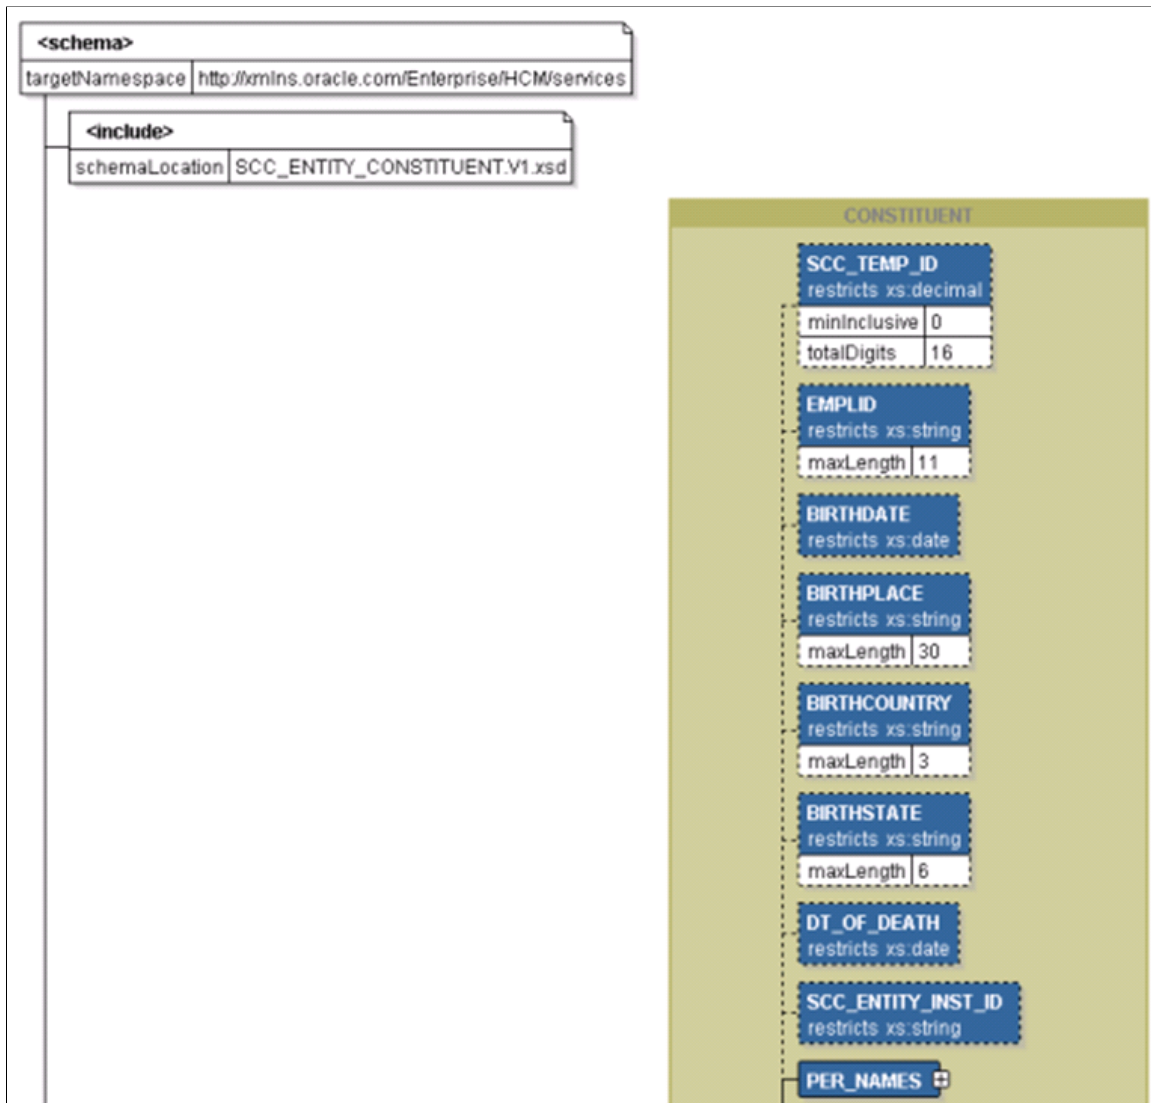 <schema>
targetNamespace http://xmlns.oracle.com/Enterprise/HCM/services
<include>
schemaLocation SCC_ENTITY_CONSTITUENT.V1.xsd
CONSTITUENT
SCC_TEMP_ID
restricts xs:decimal
minInclusive 0
totalDigits 16
EMPLID
restricts xs:string
maxLength 11
BIRTHDATE
restricts xs:date
BIRTHPLACE
restricts xs:string
maxLength 30
BIRTHCOUNTRY
restricts xs:string
maxLength 3
BIRTHSTATE
restricts xs:string
maxLength 6
DT_OF_DEATH
restricts xs:date
SCC_ENTITY_INST_ID
restricts xs:string
PER_NAMES